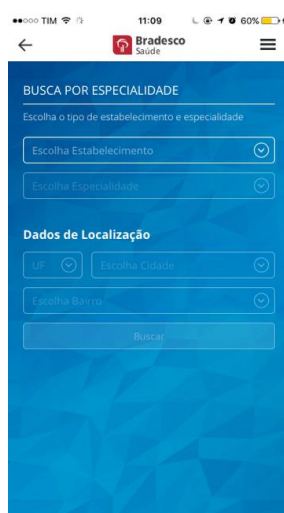 TIM 11:09 60%
Bradesco
Saúde
BUSCA POR ESPECIALIDADE
Escolha o tipo de estabelecimento e especialidade
Escolha Estabelecimento
Escolha Especialidade
Dados de Localização
UF Escolha Cidade
Escolha Bairro
Buscar